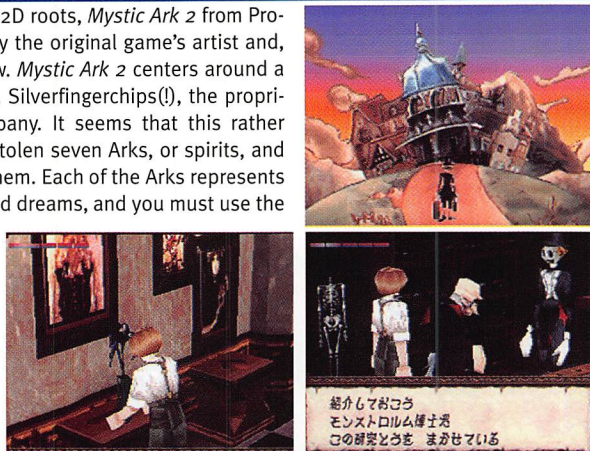 2D roots, Mystic Ark 2 from Pro-
y the original game's artist and,
w. Mystic Ark 2 centers around a
Silverfingerchips(!), the propri-
pany. It seems that this rather
tolen seven Arks, or spirits, and
hem. Each of the Arks represents
d dreams, and you must use the
紹介しておこう
モンストロルム博士だ
この研究とうを まかせている